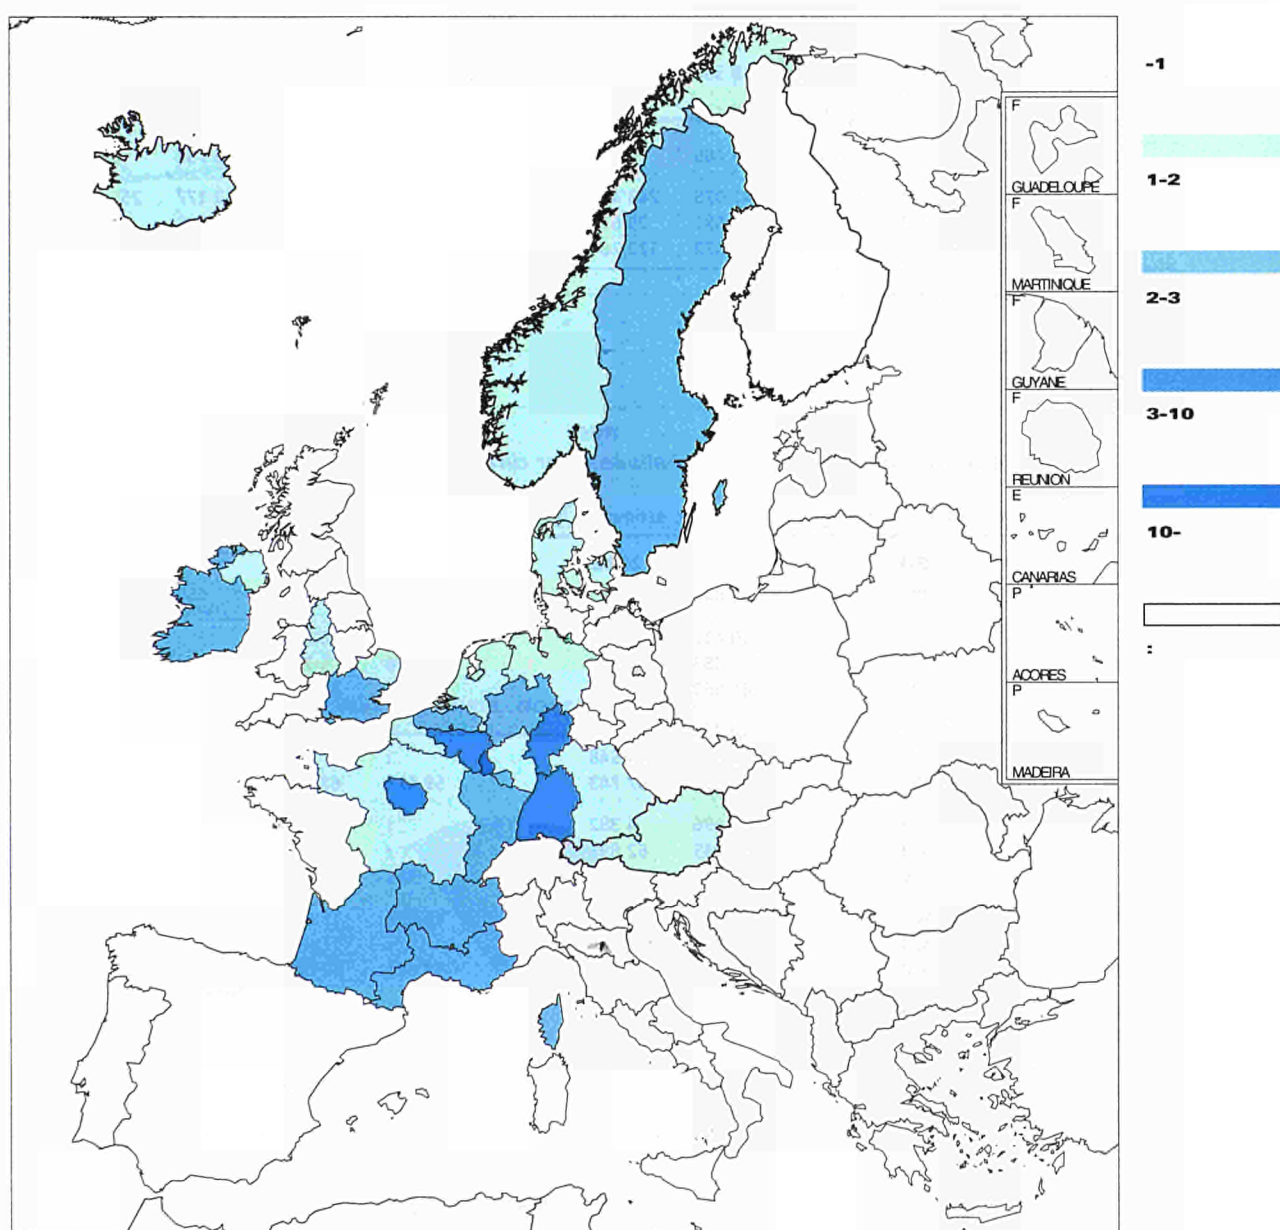 -1
1-2
2-3
3-10
10-
:
F
GUADELOUPE
F
MARTINIQUE
F
GUYANE
F
REUNION
E
CANARIAS
P
ACORES
P
MADEIRA